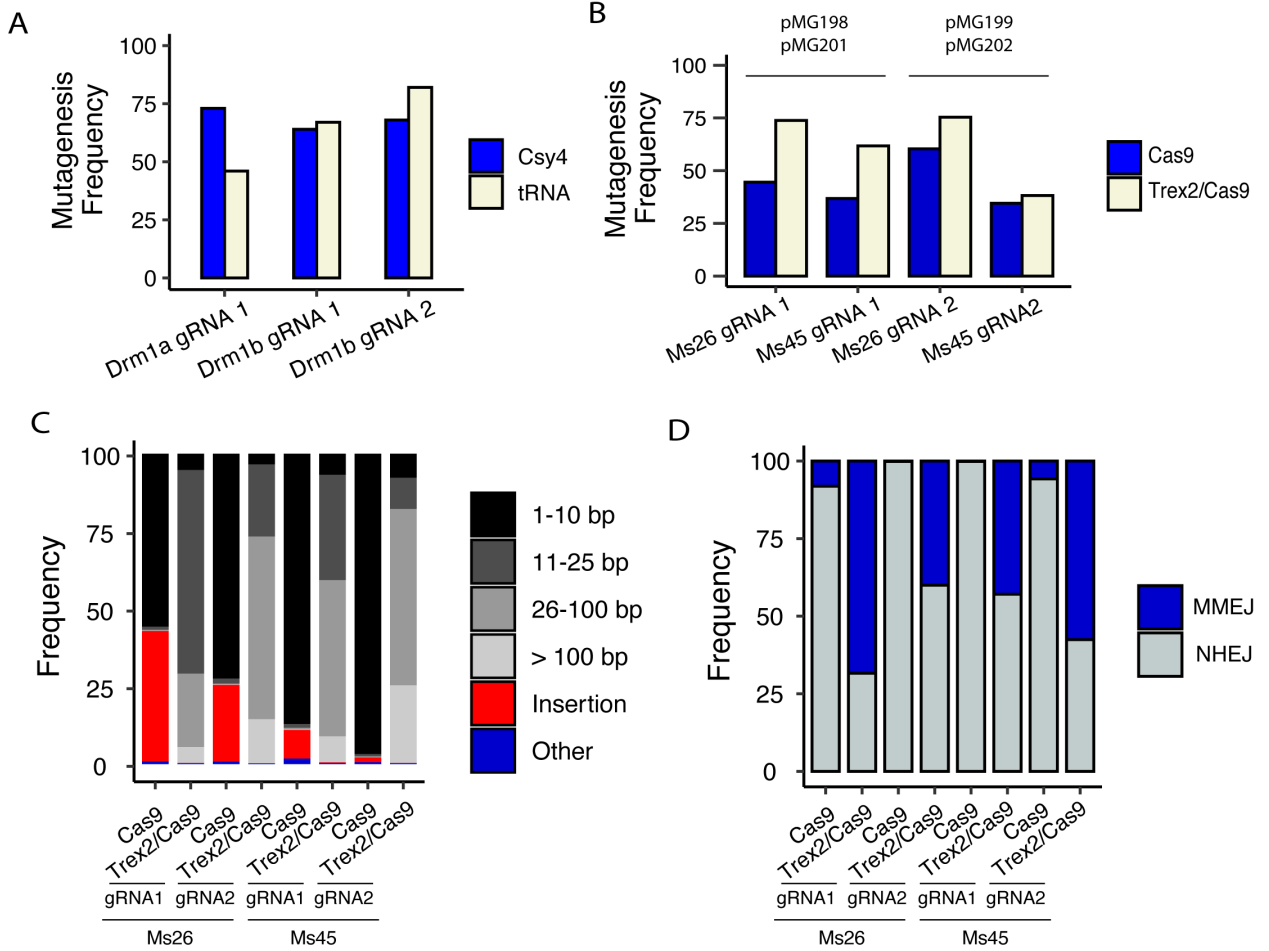 A
100
75
50
25
0
Mutagenesis
Frequency
Drm1a gRNA 1
Drm1b gRNA 1
Drm1b gRNA 2
Csy4
tRNA
B
pMG198
pMG201
pMG199
pMG202
100
75
50
25
0
Mutagenesis
Frequency
Ms26 gRNA 1
Ms45 gRNA 1
Ms26 gRNA 2
Ms45 gRNA2
Cas9
Trex2/Cas9
C
100
75
50
25
0
Frequency
Cas9
Trex2/Cas9
Cas9
Trex2/Cas9
Cas9
Trex2/Cas9
Cas9
Trex2/Cas9
gRNA1 gRNA2 gRNA1 gRNA2
Ms26 Ms45
1-10 bp
11-25 bp
26-100 bp
> 100 bp
Insertion
Other
D
100
75
50
25
0
Frequency
Cas9
Trex2/Cas9
Cas9
Trex2/Cas9
Cas9
Trex2/Cas9
Cas9
Trex2/Cas9
gRNA1 gRNA2 gRNA1 gRNA2
Ms26 Ms45
MMEJ
NHEJ